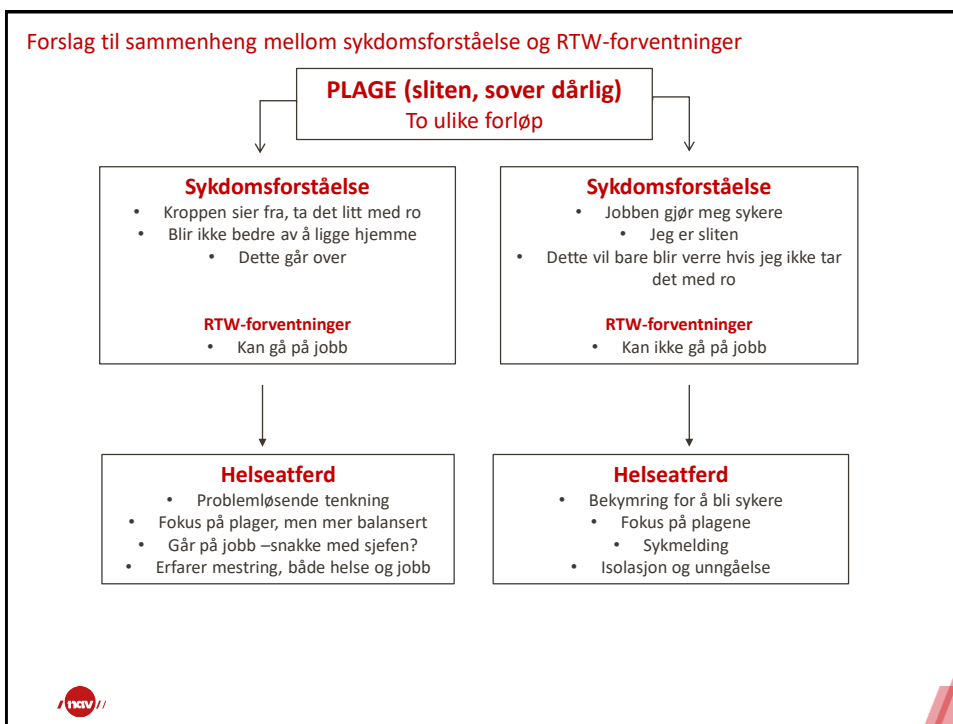 Forslag til sammenheng mellom sykdomsforståelse og RTW-forventninger
PLAGE (sliten, sover dårlig)
To ulike forløp
Sykdomsforståelse
• Kroppen sier fra, ta det litt med ro
• Blir ikke bedre av å ligge hjemme
• Dette går over
RTW-forventninger
• Kan gå på jobb
Sykdomsforståelse
• Jobben gjør meg sykere
• Jeg er sliten
• Dette vil bare blir verre hvis jeg ikke tar
det med ro
RTW-forventninger
• Kan ikke gå på jobb
Helseatferd
• Problemløsende tenkning
• Fokus på plager, men mer balansert
• Går på jobb –snakke med sjefen?
• Erfarer mestring, både helse og jobb
Helseatferd
• Bekymring for å bli sykere
• Fokus på plagene
• Sykmelding
• Isolasjon og unngåelse
nav